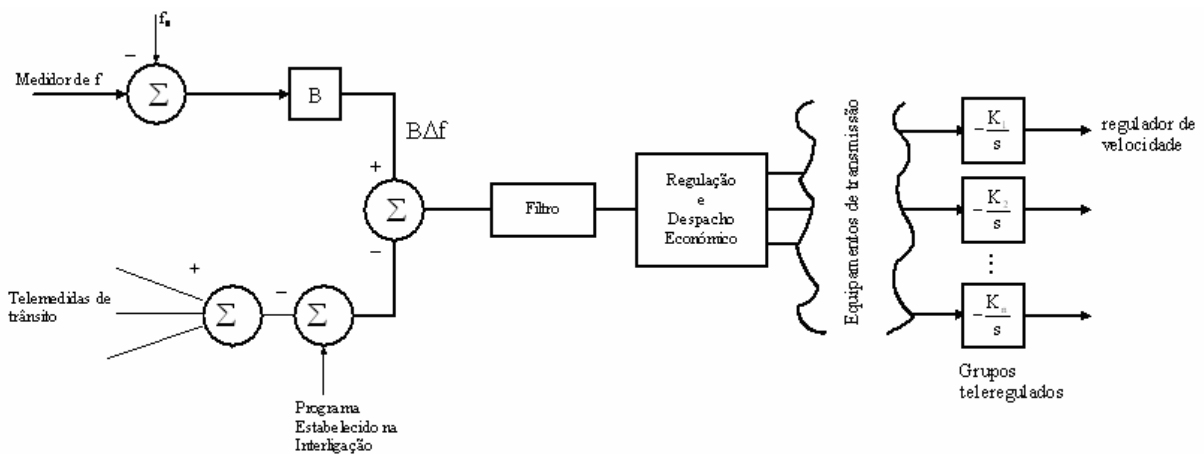 fₒ
−
Medidor de f
Σ
B
BΔf
+
Σ
−
Filtro
Regulação
e
Despacho
Económico
Equipamentos de transmissão
− K₁
s
regulador de
velocidade
− K₂
s
⋮
− Kₙ
s
Grupos
teleregulados
Telemedidas de
trânsito
+
Σ
−
Σ
Programa
Estabelecido na
Interligação